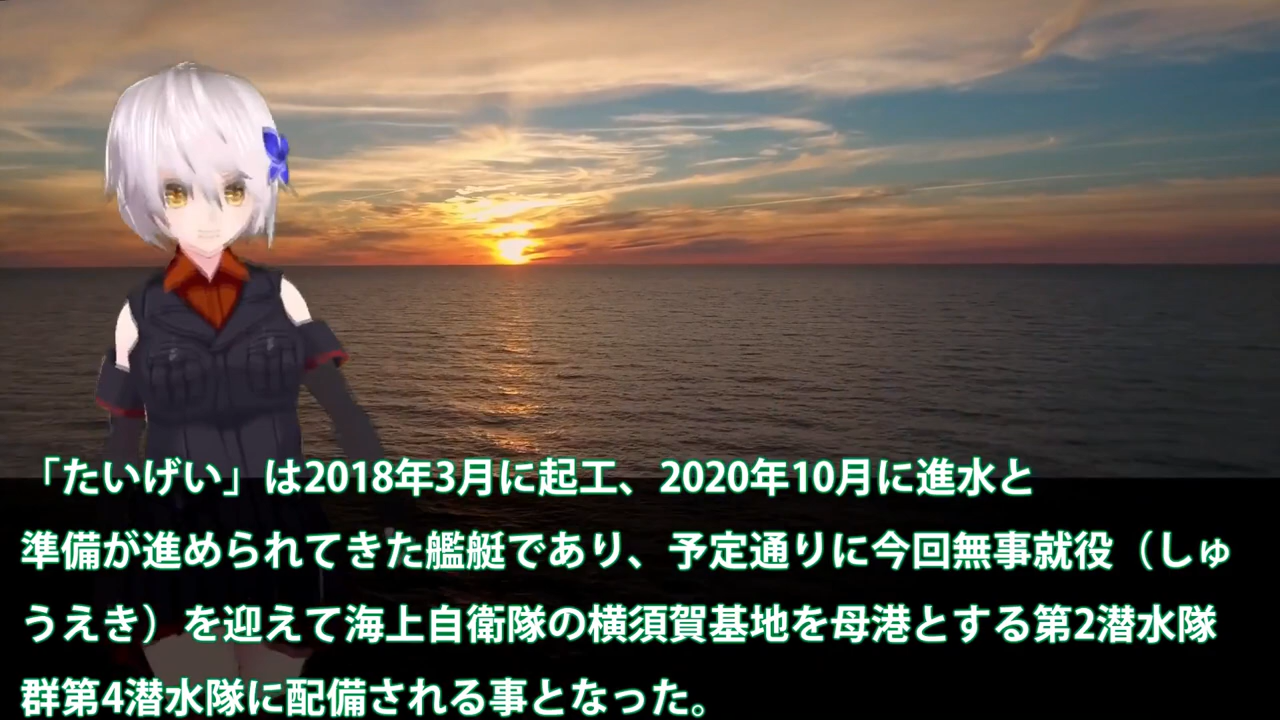 「たいげい」は2018年3月に起工、2020年10月に進水と
準備が進められてきた艦艇であり、予定通りに今回無事就役（しゅ
うえき）を迎えて海上自衛隊の横須賀基地を母港とする第2潜水隊
群第4潜水隊に配備される事となった。